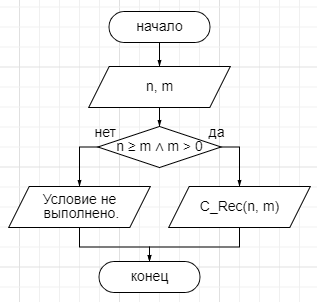 начало
n, m
нет
да
n ≥ m ∧ m > 0
Условие не
выполнено.
C_Rec(n, m)
конец